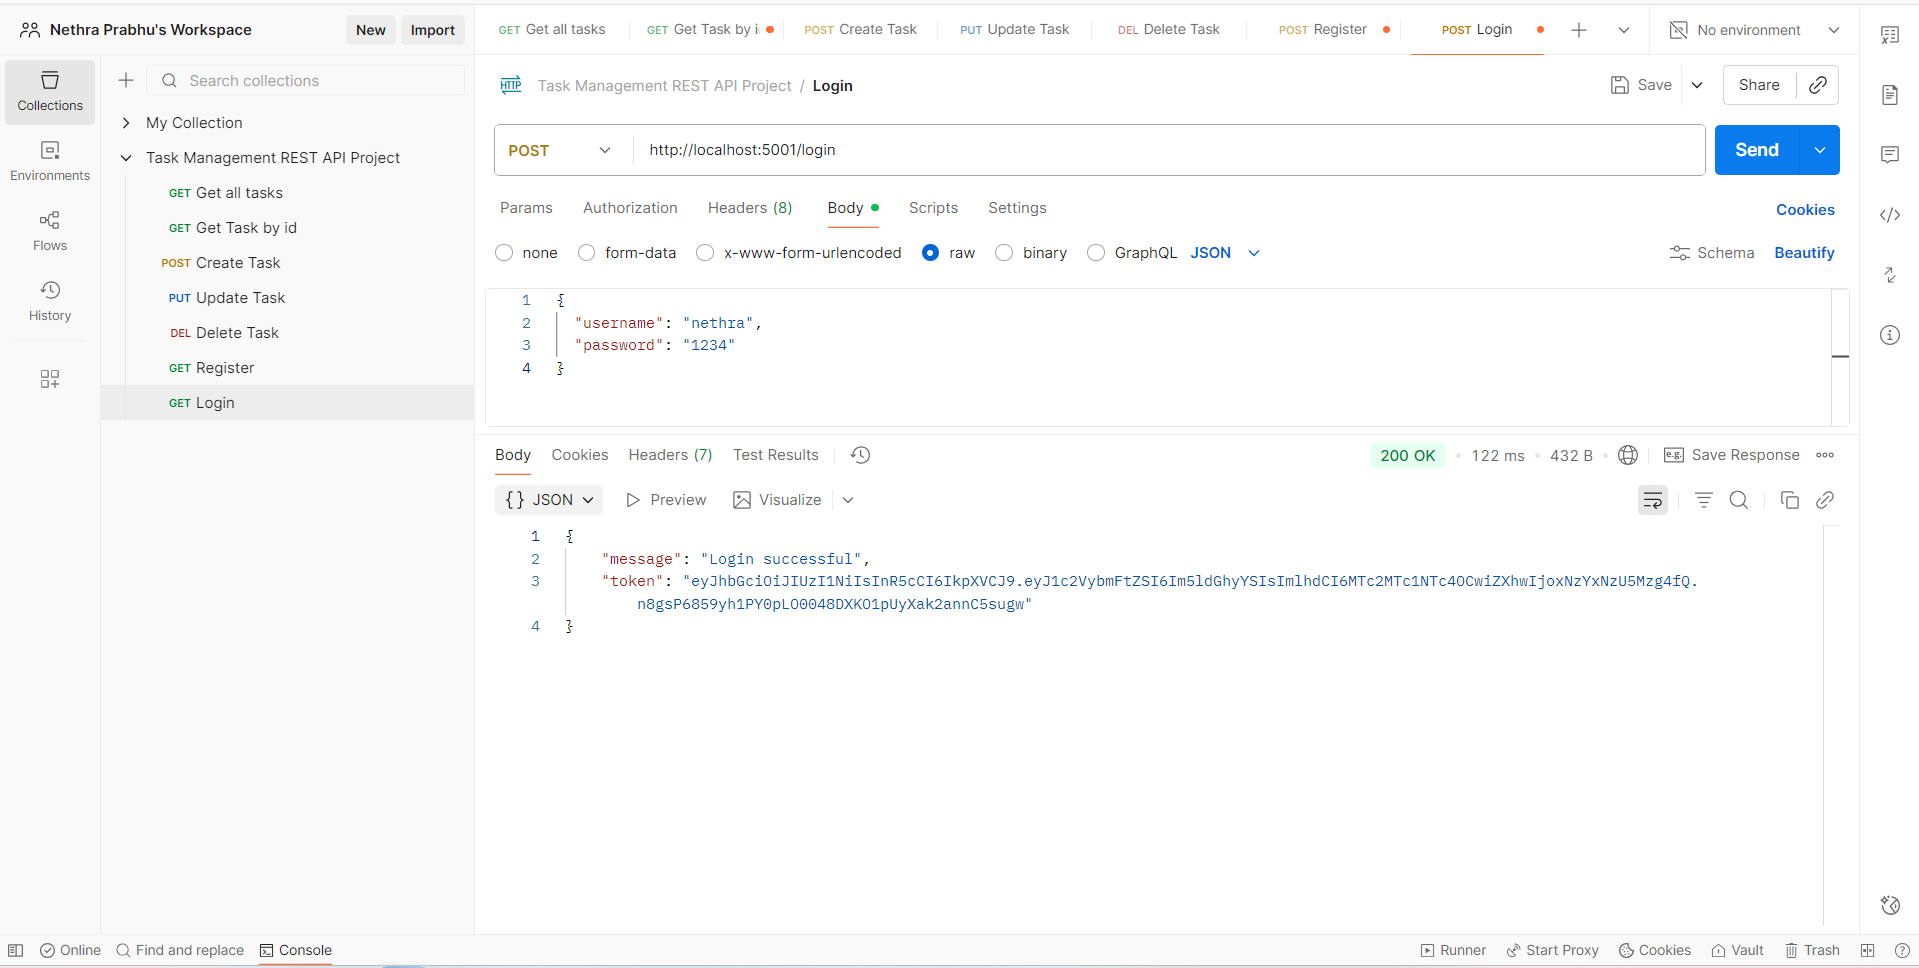 Nethra Prabhu's Workspace
New
Import
GET Get all tasks
GET Get Task by i
POST Create Task
PUT Update Task
DEL Delete Task
POST Register
POST Login
No environment
Collections
Environments
Flows
History
Search collections
My Collection
Task Management REST API Project
GET Get all tasks
GET Get Task by id
POST Create Task
PUT Update Task
DEL Delete Task
GET Register
GET Login
HTTP Task Management REST API Project / Login
Save
Share
POST
http://localhost:5001/login
Send
Params
Authorization
Headers (8)
Body
Scripts
Settings
Cookies
none
form-data
x-www-form-urlencoded
raw
binary
GraphQL
JSON
Schema
Beautify
1 {
2 "username": "nethra",
3 "password": "1234"
4 }
Body
Cookies
Headers (7)
Test Results
200 OK
122 ms
432 B
e.g. Save Response
{} JSON
Preview
Visualize
1 {
2 "message": "Login successful",
3 "token": "eyJhbGciOiJIUzI1NiIsInR5cCI6IkpXVCJ9.eyJ1c2VybmFtZSI6Im5ldGhyYSIsImlhdCI6MTc2MTc1NTc4OCwiZXhwIjoxNzYxNzU5Mzg4fQ.
n8gsP6859yh1PY0pLO0048DXKO1pUyXak2annC5sugw"
4 }
Online
Find and replace
Console
Runner
Start Proxy
Cookies
Vault
Trash